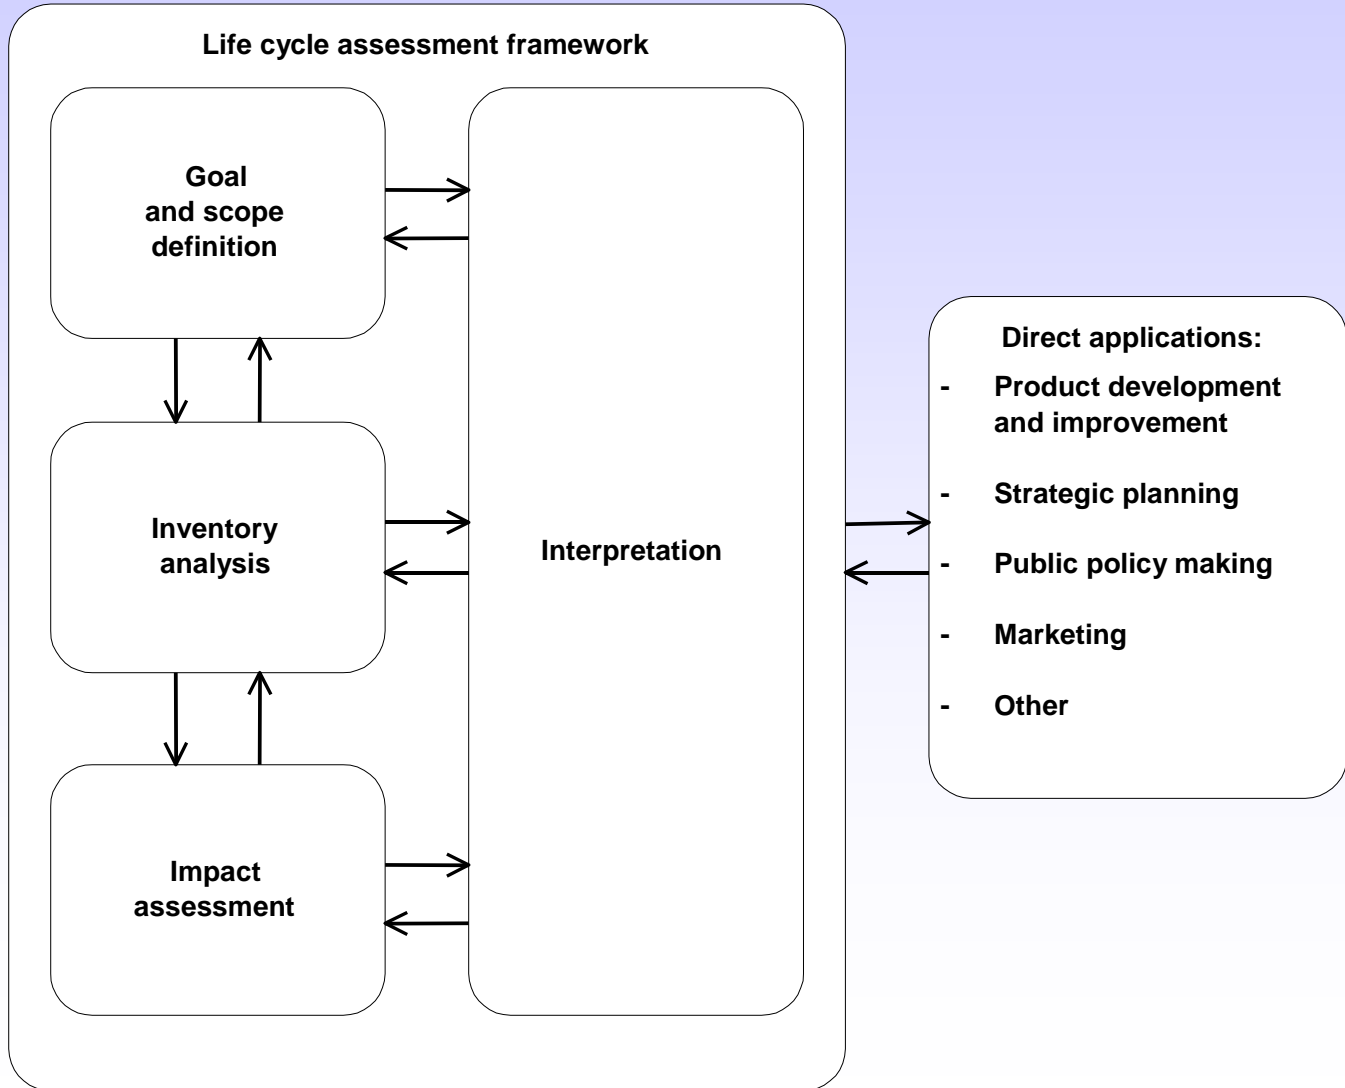 Life cycle assessment framework
Goal
and scope
definition
Inventory
analysis
Impact
assessment
Interpretation
Direct applications:
- Product development
and improvement
- Strategic planning
- Public policy making
- Marketing
- Other